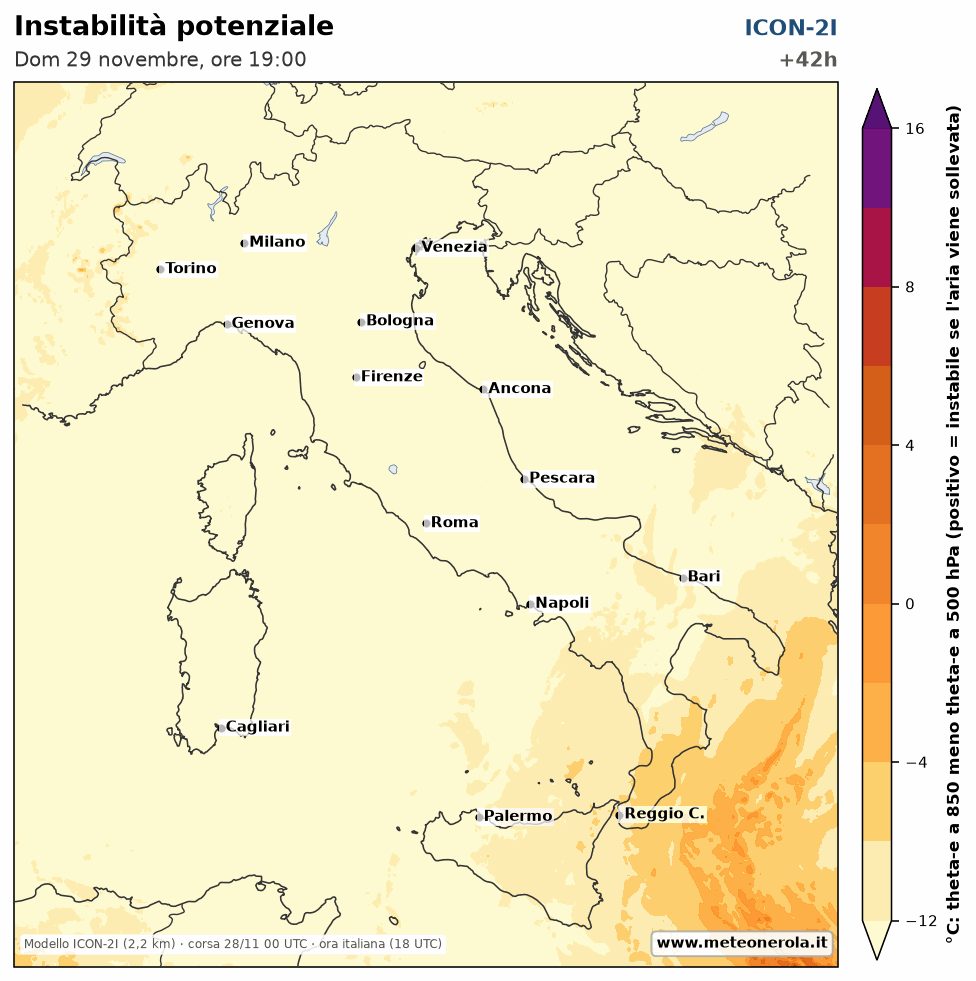 Instabilità potenziale
ICON-2I
Dom 29 novembre, ore 19:00
+42h
Milano
Venezia
Torino
Genova
Bologna
Firenze
Ancona
Pescara
Roma
Bari
Napoli
Cagliari
Palermo
Reggio C.
Modello ICON-2I (2,2 km) · corsa 28/11 00 UTC · ora italiana (18 UTC)
www.meteonerola.it
16
8
4
0
−4
−12
°C: theta-e a 850 meno theta-e a 500 hPa (positivo = instabile se l'aria viene sollevata)